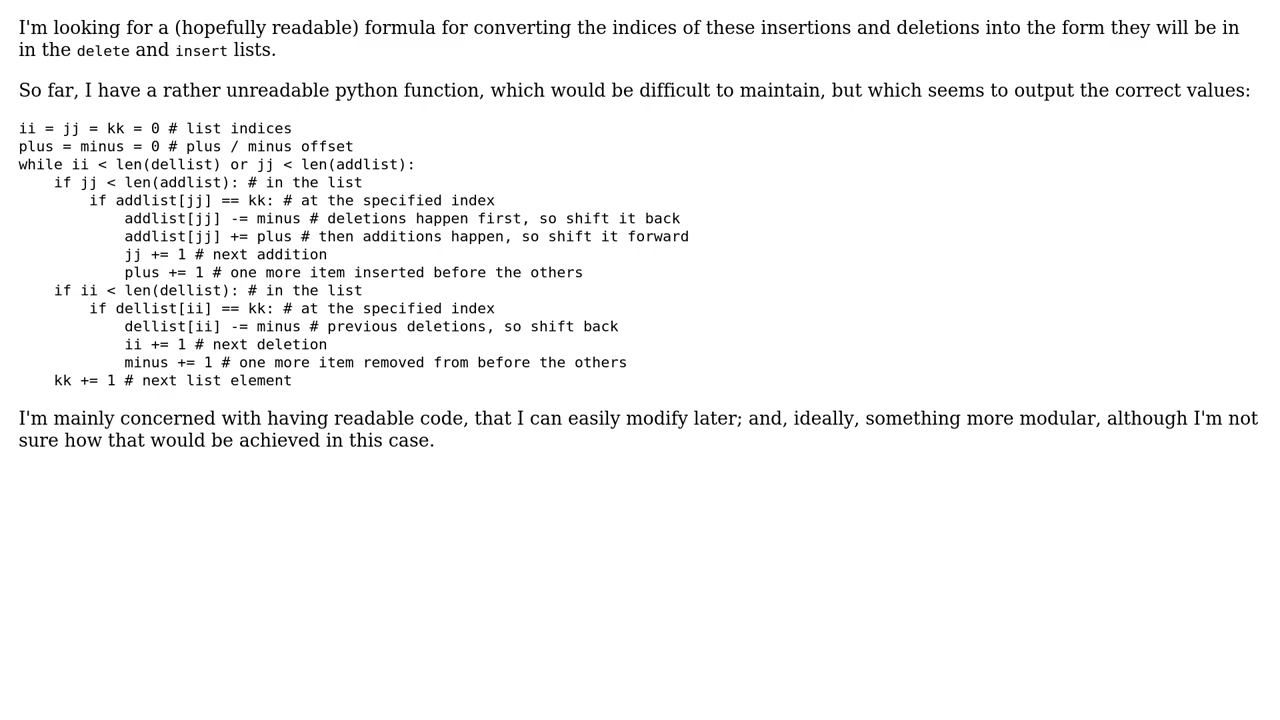 I'm looking for a (hopefully readable) formula for converting the indices of these insertions and deletions into the form they will be in
in the delete and insert lists.
So far, I have a rather unreadable python function, which would be difficult to maintain, but which seems to output the correct values:
ii = jj = kk = 0 # list indices
plus = minus = 0 # plus / minus offset
while ii < len(dellist) or jj < len(addlist):
    if jj < len(addlist): # in the list
        if addlist[jj] == kk: # at the specified index
            addlist[jj] -= minus # deletions happen first, so shift it back
            addlist[jj] += plus # then additions happen, so shift it forward
            jj += 1 # next addition
            plus += 1 # one more item inserted before the others
    if ii < len(dellist): # in the list
        if dellist[ii] == kk: # at the specified index
            dellist[ii] -= minus # previous deletions, so shift back
            ii += 1 # next deletion
            minus += 1 # one more item removed from before the others
    kk += 1 # next list element
I'm mainly concerned with having readable code, that I can easily modify later; and, ideally, something more modular, although I'm not
sure how that would be achieved in this case.